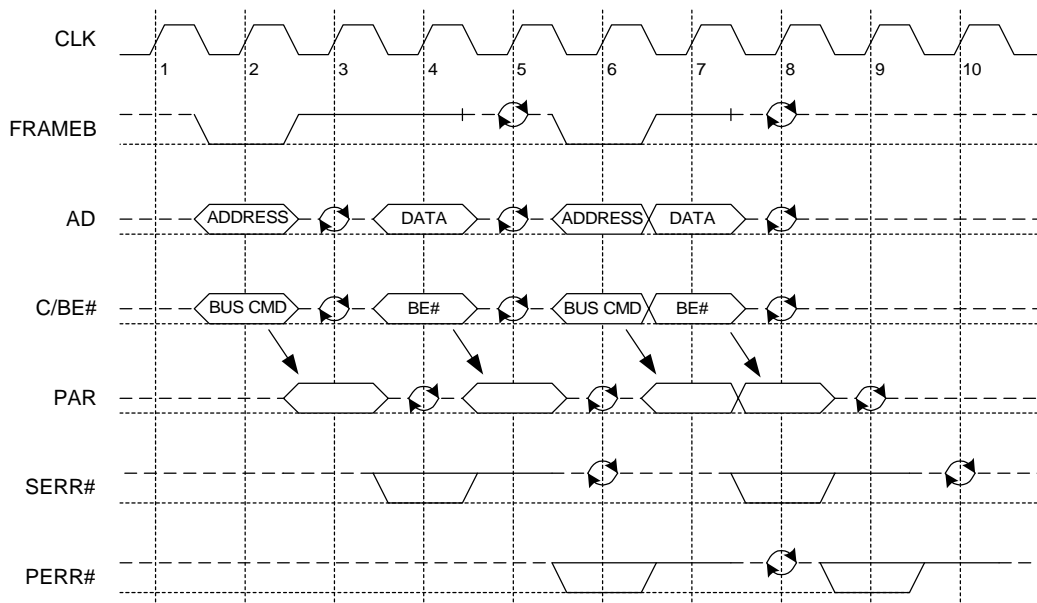 CLK
1 2 3 4 5 6 7 8 9 10
FRAMEB
AD ADDRESS DATA ADDRESS DATA
C/BE# BUS CMD BE# BUS CMD BE#
PAR
SERR#
PERR#